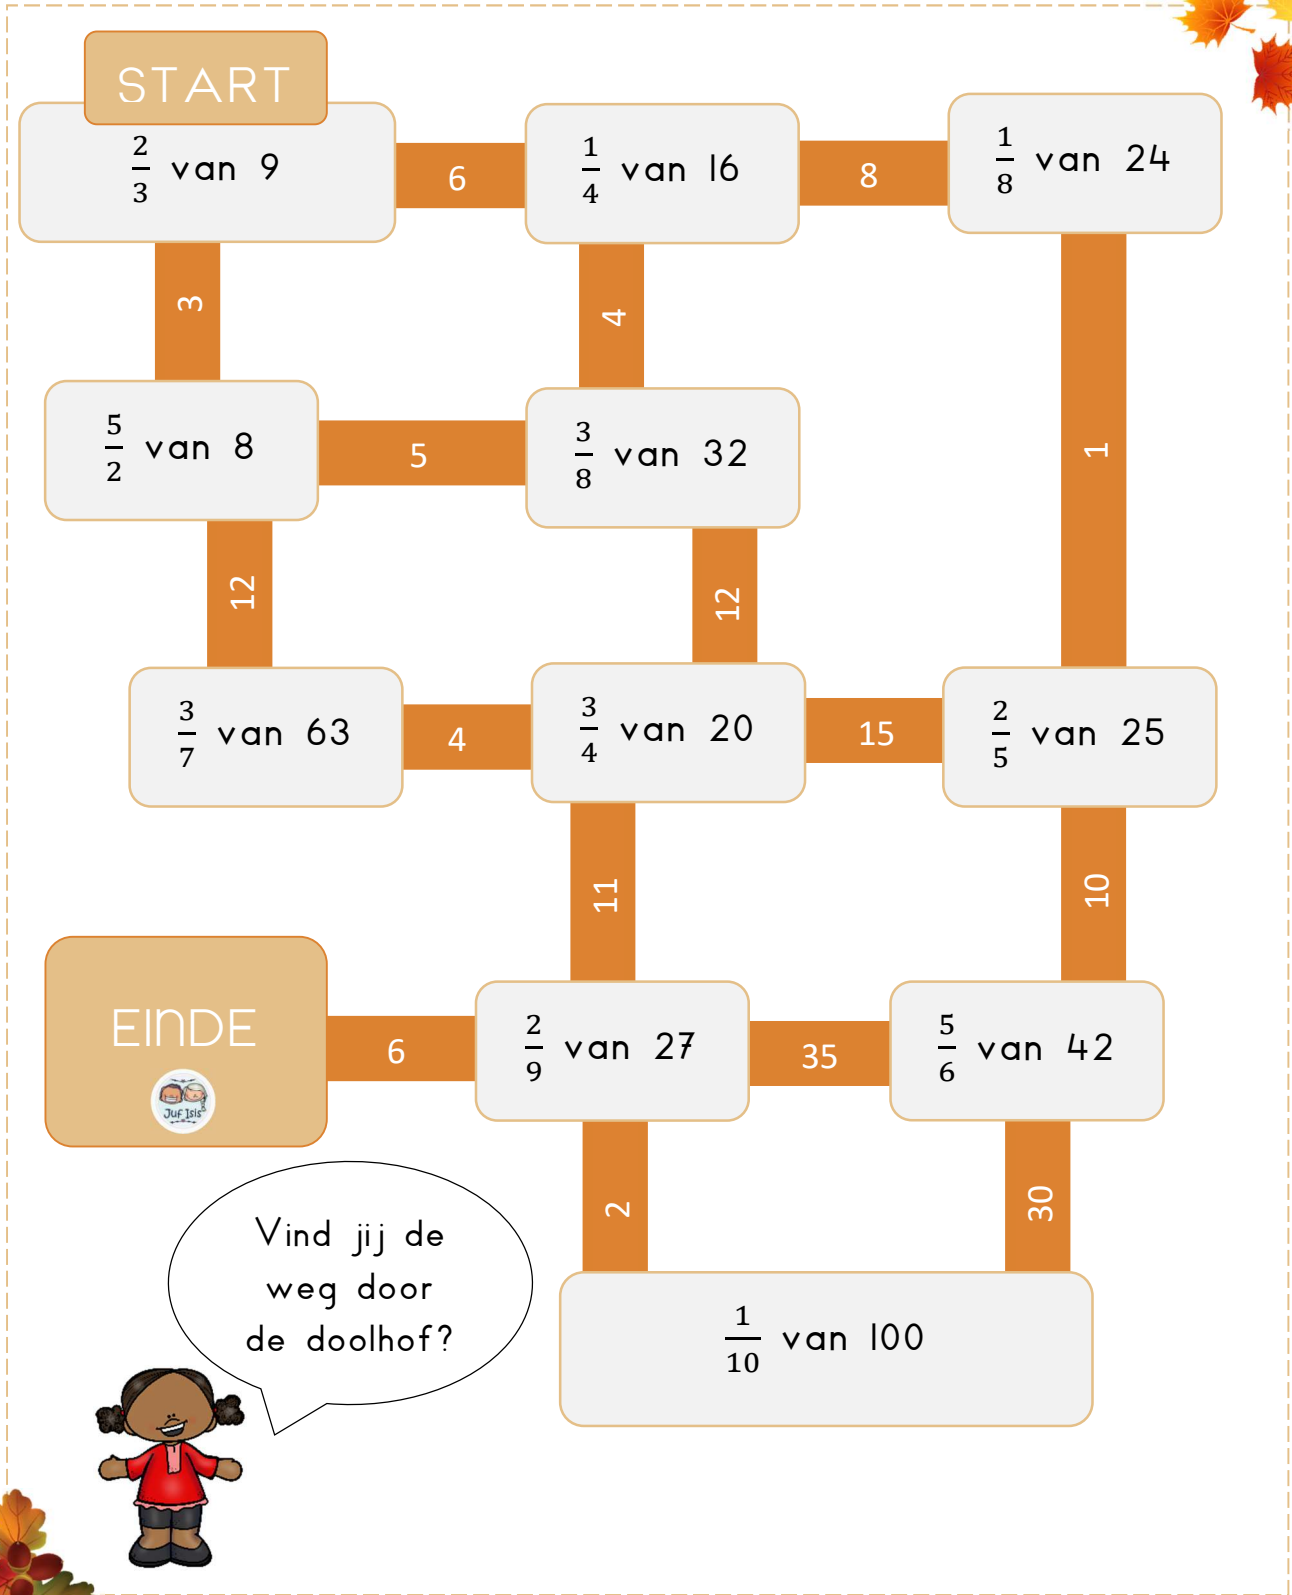 START
2/3 van 9
6
1/4 van 16
8
1/8 van 24
3
4
1
5/2 van 8
5
3/8 van 32
12
12
3/7 van 63
4
3/4 van 20
15
2/5 van 25
11
10
EINDE
Juf Isis
6
2/9 van 27
35
5/6 van 42
2
30
Vind jij de
weg door
de doolhof?
1/10 van 100